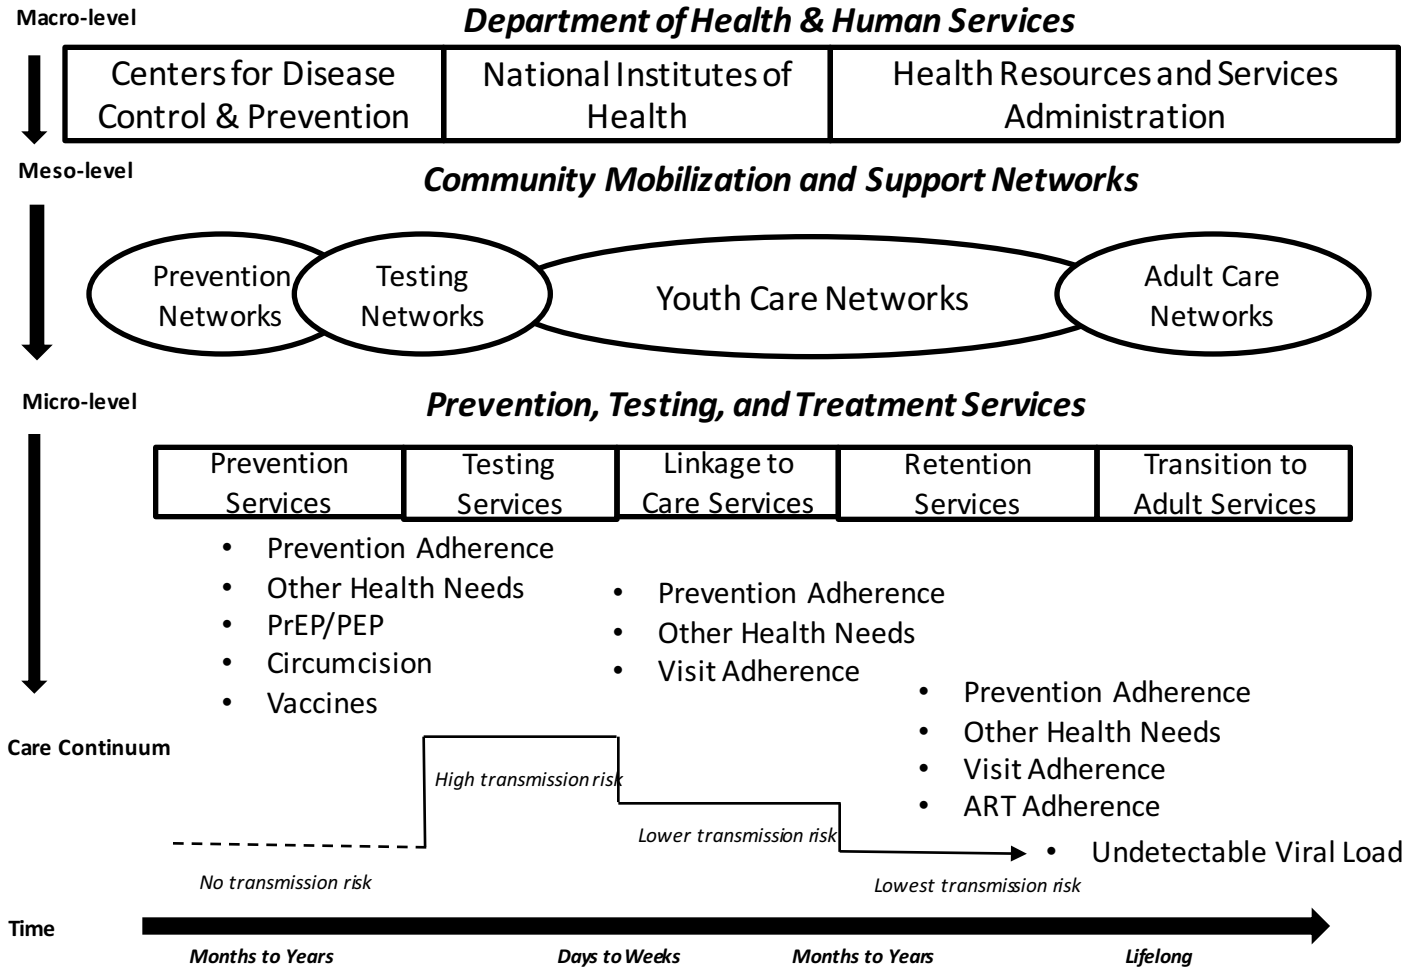 Macro-level
Department of Health & Human Services
Centers for Disease
Control & Prevention
National Institutes of
Health
Health Resources and Services
Administration
Meso-level
Community Mobilization and Support Networks
Prevention
Networks
Testing
Networks
Youth Care Networks
Adult Care
Networks
Micro-level
Prevention, Testing, and Treatment Services
Prevention
Services
Testing
Services
Linkage to
Care Services
Retention
Services
Transition to
Adult Services
• Prevention Adherence
• Other Health Needs
• PrEP/PEP
• Circumcision
• Vaccines
• Prevention Adherence
• Other Health Needs
• Visit Adherence
• Prevention Adherence
• Other Health Needs
• Visit Adherence
• ART Adherence
• Undetectable Viral Load
Care Continuum
No transmission risk
High transmission risk
Lower transmission risk
Lowest transmission risk
Time
Months to Years
Days to Weeks
Months to Years
Lifelong